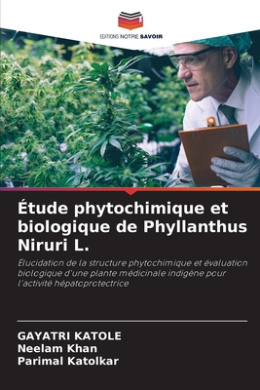 EDITIONS NOTRE SAVOIR
Étude phytochimique et
biologique de Phyllanthus
Niruri L.
Élucidation de la structure phytochimique et évaluation
biologique d'une plante médicinale indigène pour
l'activité hépatoprotectrice
GAYATRI KATOLE
Neelam Khan
Parimal Katolkar